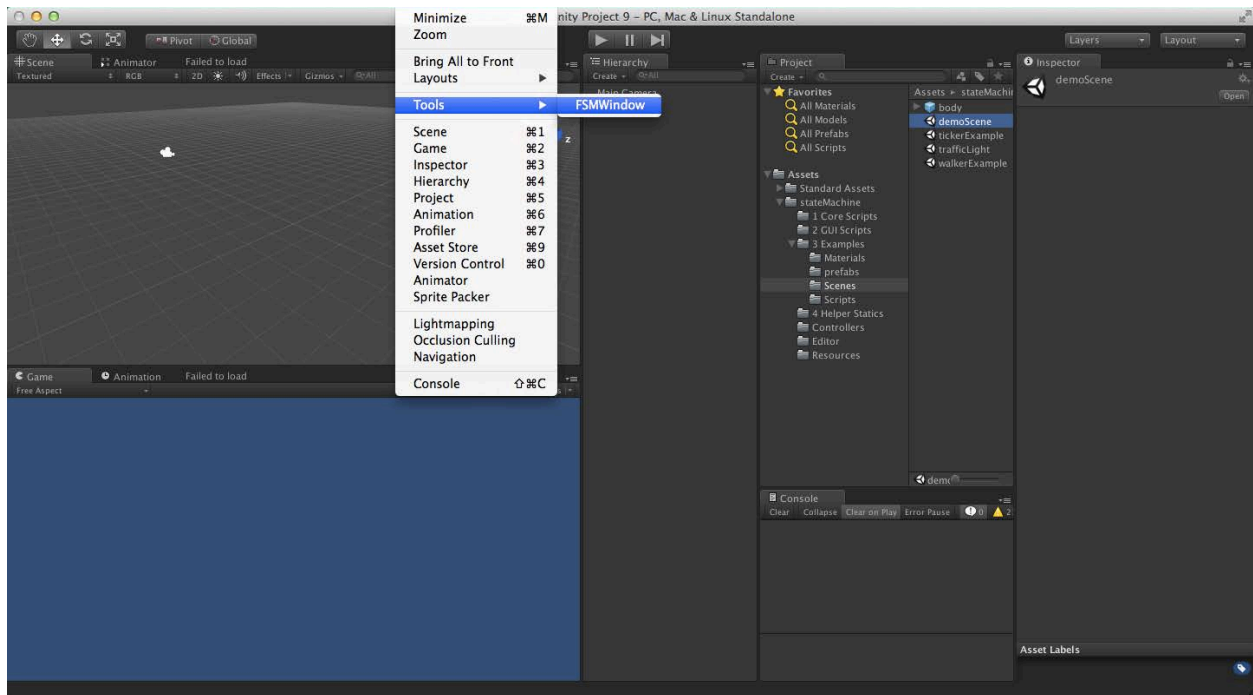 Minimize ⌘M
Zoom
Bring All to Front
Layouts
Tools
FSMWindow
Scene ⌘1
Game ⌘2
Inspector ⌘3
Hierarchy ⌘4
Project ⌘5
Animation ⌘6
Profiler ⌘7
Asset Store ⌘9
Version Control ⌘0
Animator
Sprite Packer
Lightmapping
Occlusion Culling
Navigation
Console ⇧⌘C
nity Project 9 – PC, Mac & Linux Standalone
Pivot Global
Layers Layout
Scene Animator Failed to load
Textured RGB 2D Effects Gizmos All
Game Animation Failed to load
Free Aspect
Hierarchy
Create All
Main Camera
z
Project
Create
Favorites
All Materials
All Models
All Prefabs
All Scripts
Assets
Standard Assets
stateMachine
1 Core Scripts
2 GUI Scripts
3 Examples
Materials
prefabs
Scenes
Scripts
4 Helper Statics
Controllers
Editor
Resources
Assets ▸ stateMachin
body
demoScene
tickerExample
trafficLight
walkerExample
demo
Console
Clear Collapse Clear on Play Error Pause 0 2
Inspector
demoScene
Open
Asset Labels